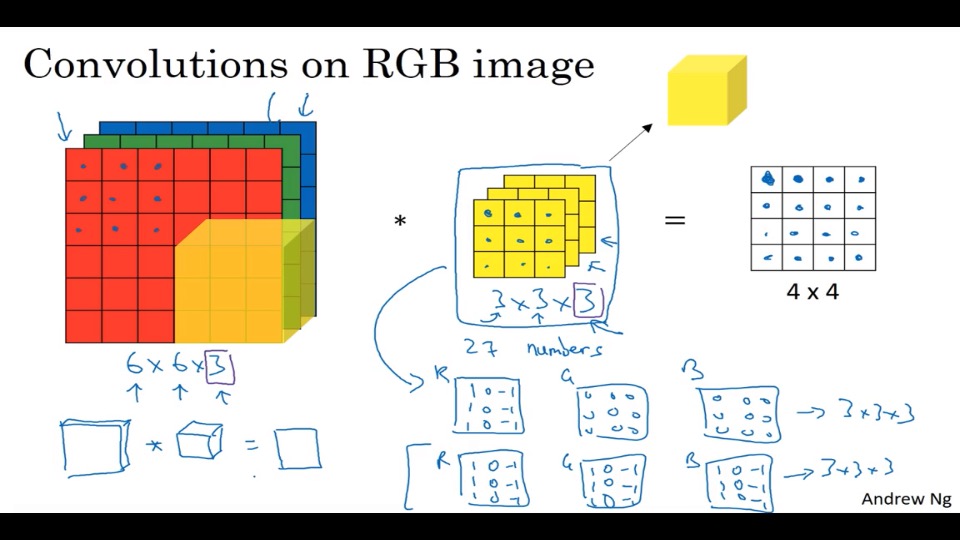 Convolutions on RGB image
*
=
3 x 3 x 3
4 x 4
27 numbers
6 x 6 x 3
R G B
1 0 -1 0 0 0 0 0 0
1 0 -1 0 0 0 0 0 0 → 3 x 3 x 3
1 0 -1 0 0 0 0 0 0
* =
R G B
1 0 -1 1 0 -1 1 0 -1
1 0 -1 1 0 -1 1 0 -1 → 3 x 3 x 3
1 0 -1 1 0 -1 1 0 -1
Andrew Ng